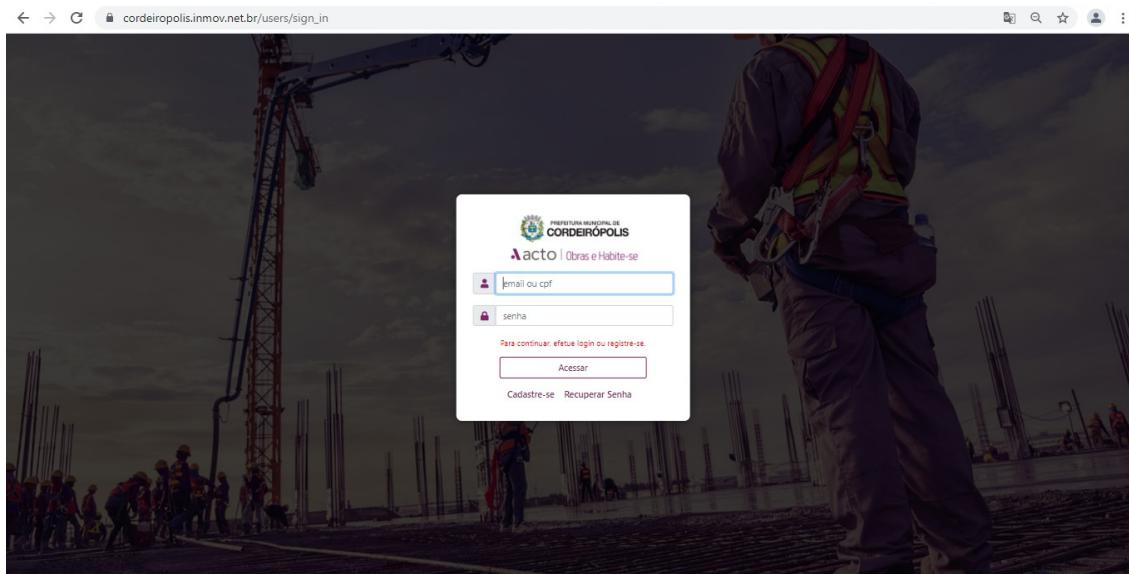 cordeiropolis.inmov.net.br/users/sign_in
PREFEITURA MUNICIPAL DE
CORDEIRÓPOLIS
acto | Obras e Habite-se
email ou cpf
senha
Para continuar, efetue login ou registre-se.
Acessar
Cadastre-se Recuperar Senha